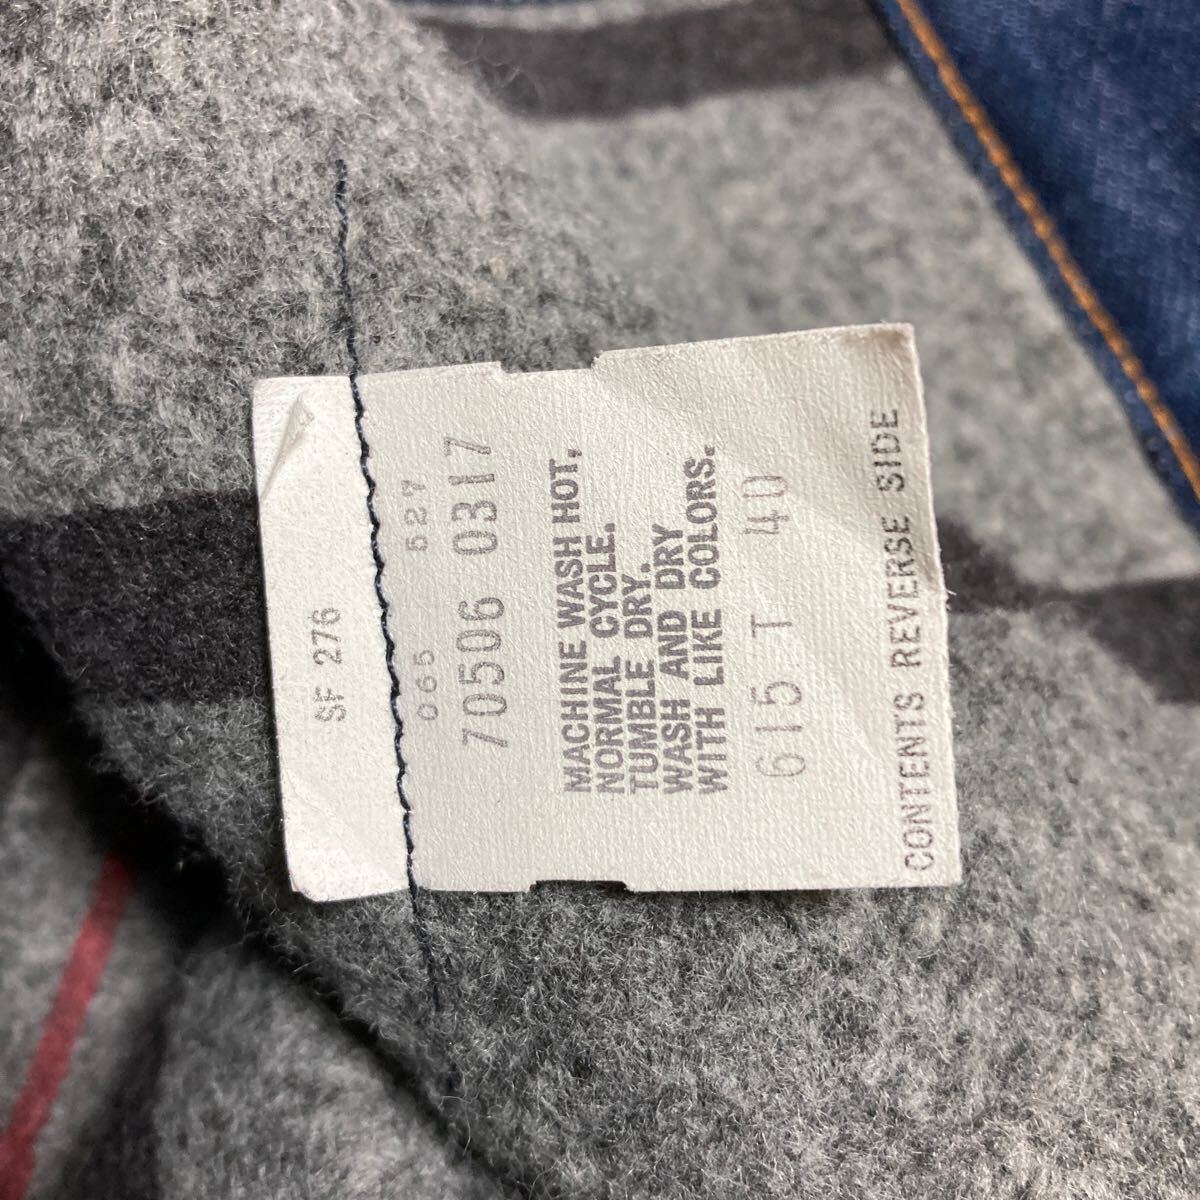 SF 276
065 527
70506 0317
MACHINE WASH HOT,
NORMAL CYCLE.
TUMBLE DRY.
WASH AND DRY
WITH LIKE COLORS.
615 T 40
CONTENTS REVERSE SIDE